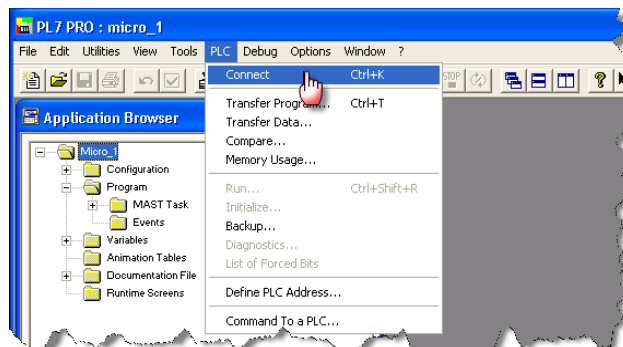 PL7 PRO : micro_1
File Edit Utilities View Tools PLC Debug Options Window ?
STOP
Connect Ctrl+K
Transfer Program... Ctrl+T
Transfer Data...
Compare...
Memory Usage...
Run... Ctrl+Shift+R
Initialize...
Backup...
Diagnostics...
List of Forced Bits
Define PLC Address...
Command To a PLC...
Application Browser
Micro_1
Configuration
Program
MAST Task
Events
Variables
Animation Tables
Documentation File
Runtime Screens